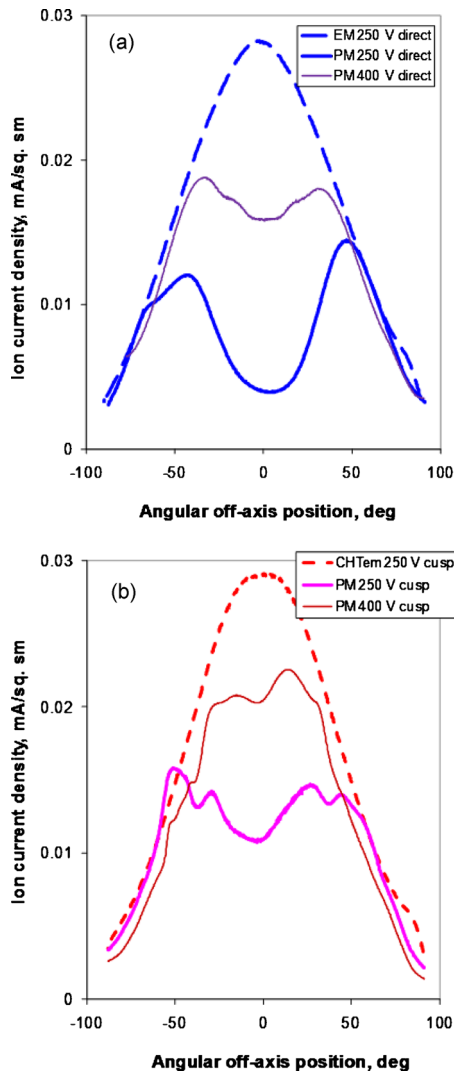 (a)
EM 250 V direct
PM 250 V direct
PM 400 V direct
Ion current density, mA/sq. sm
0.03
0.02
0.01
0
-100
-50
0
50
100
Angular off-axis position, deg
(b)
CHTem 250 V cusp
PM 250 V cusp
PM 400 V cusp
Ion current density, mA/sq. sm
0.03
0.02
0.01
0
-100
-50
0
50
100
Angular off-axis position, deg